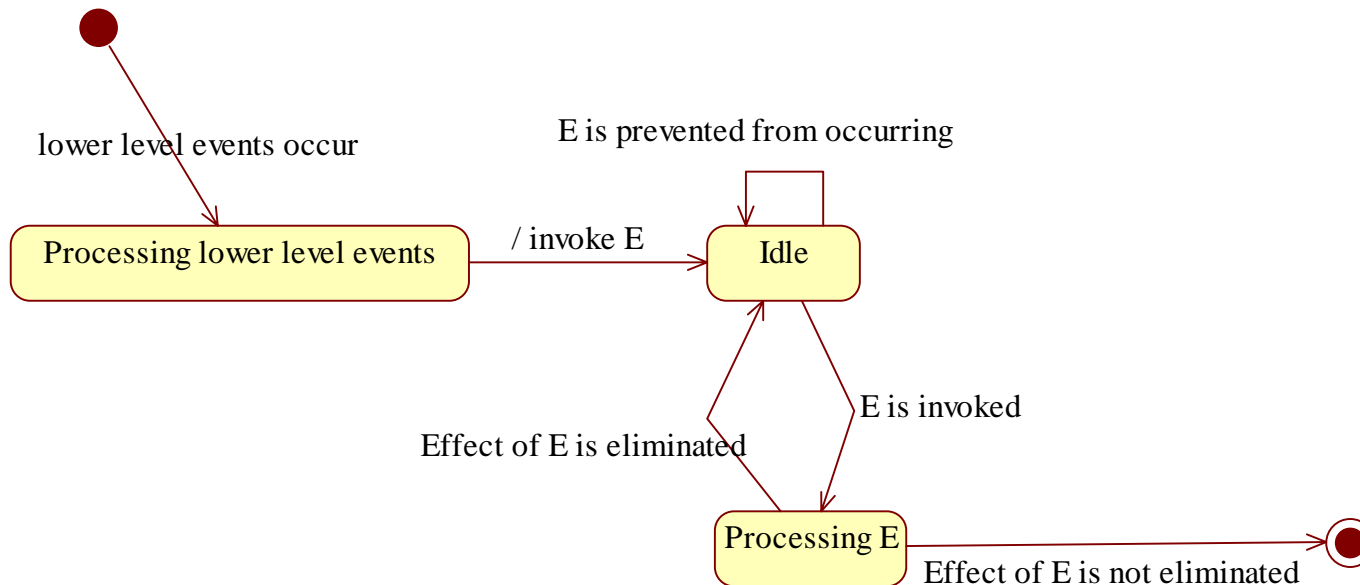 E is prevented from occurring
lower level events occur
/ invoke E
Processing lower level events
Idle
E is invoked
Effect of E is eliminated
Processing E
Effect of E is not eliminated